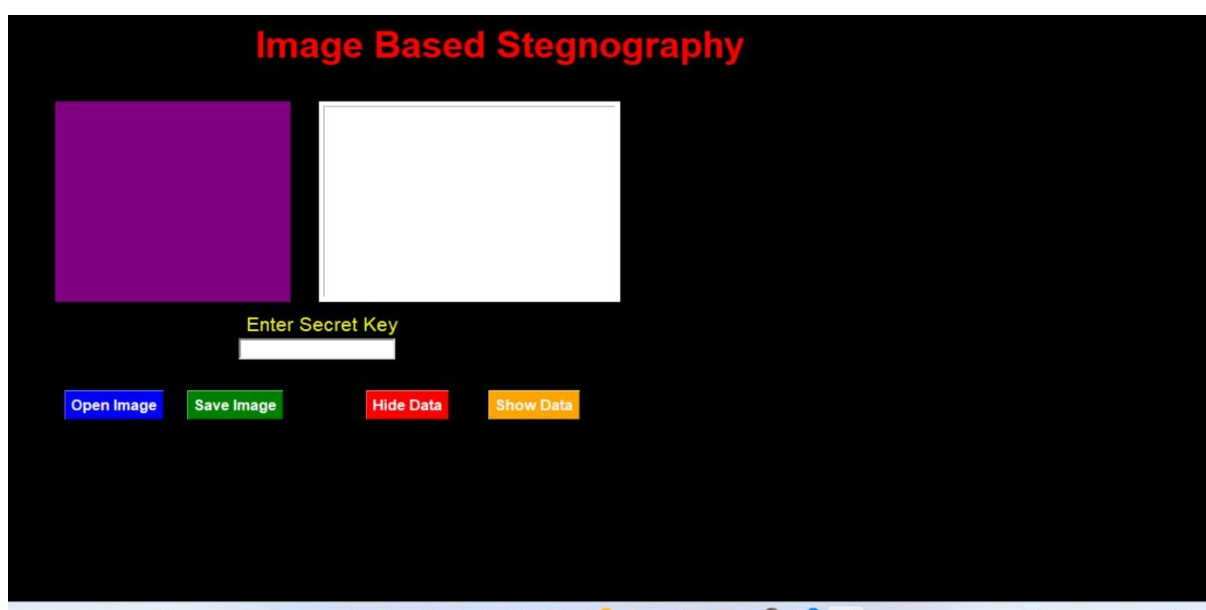 Image Based Stegnography
Enter Secret Key
Open Image Save Image Hide Data Show Data